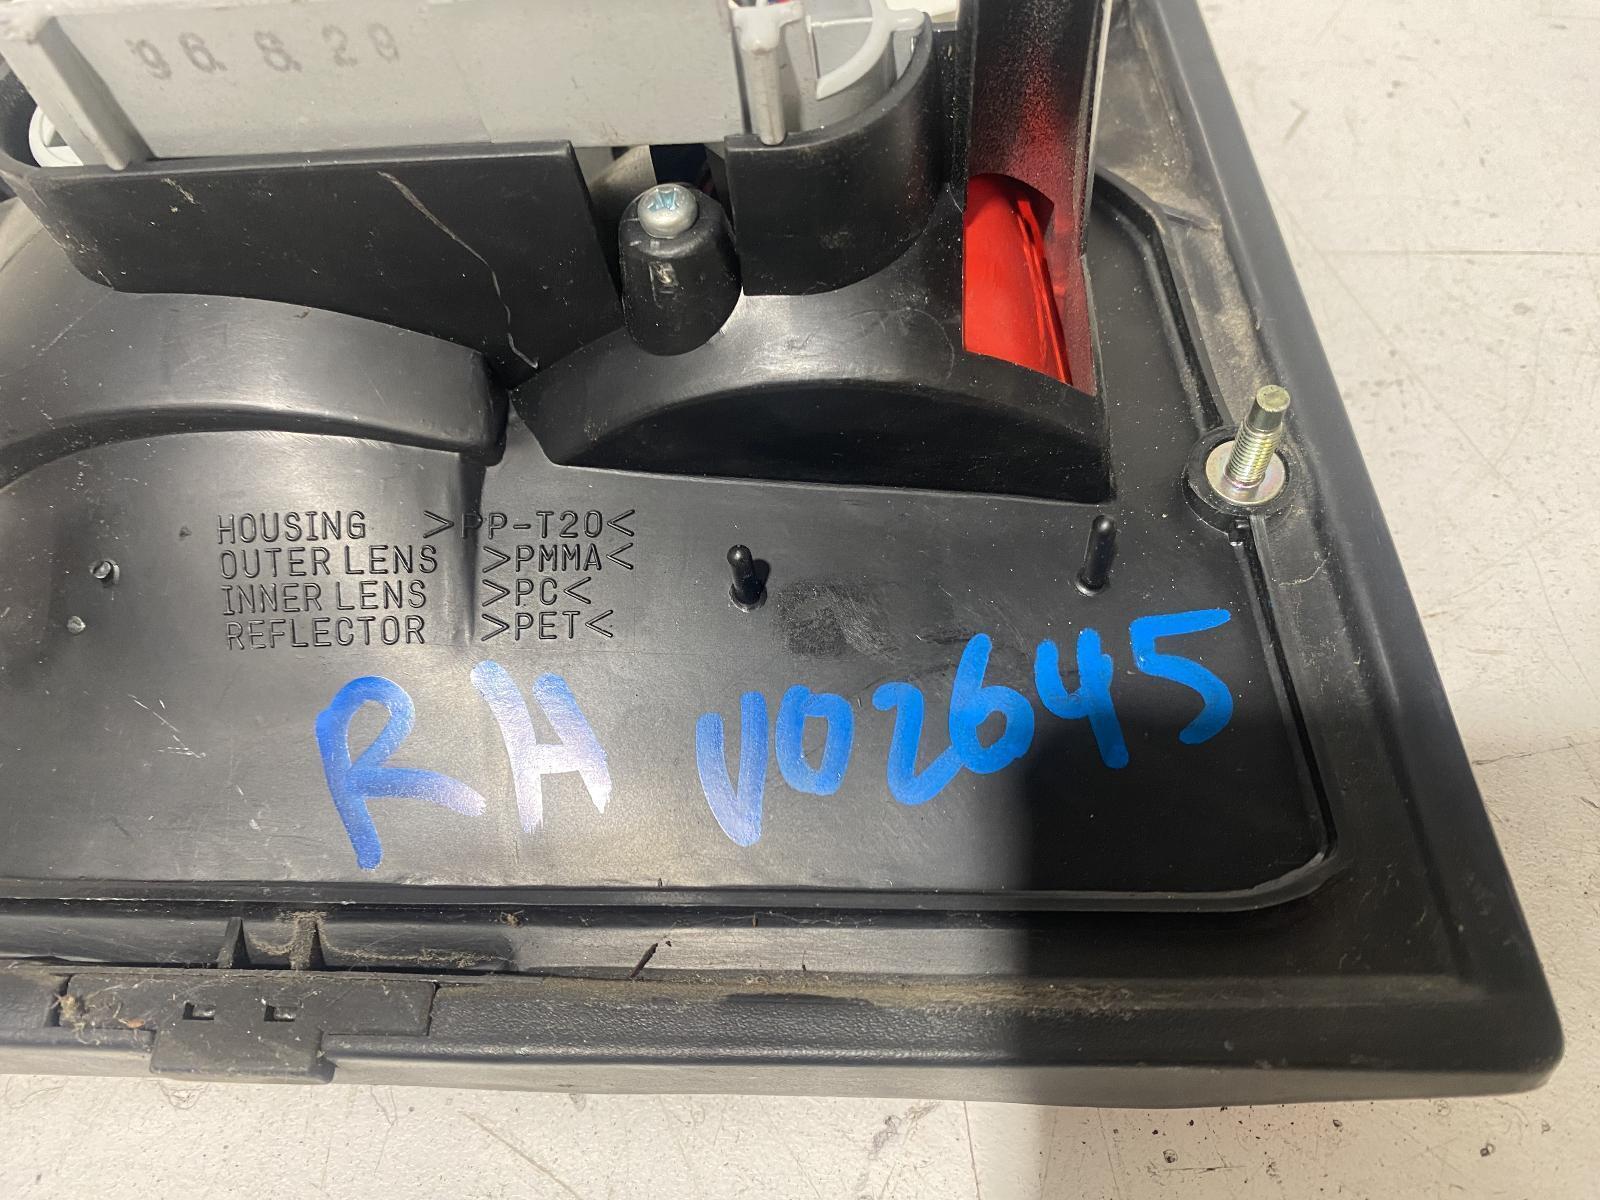 96. 8. 29
HOUSING >PP-T20<
OUTER LENS >PMMA<
INNER LENS >PC<
REFLECTOR >PET<
RH V02645